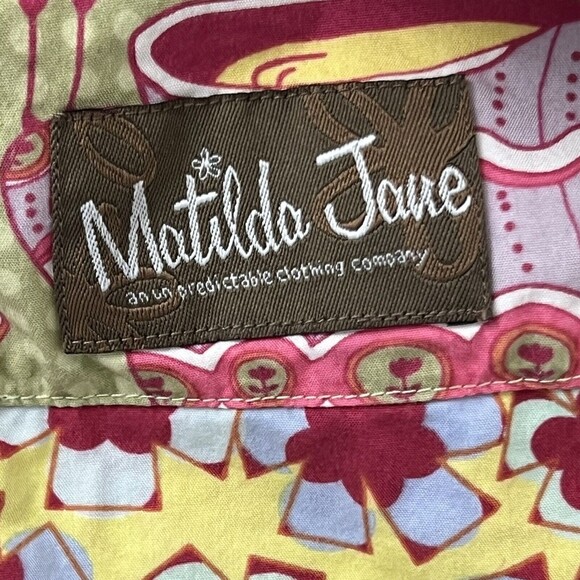 Matilda Jane
an unpredictable clothing company